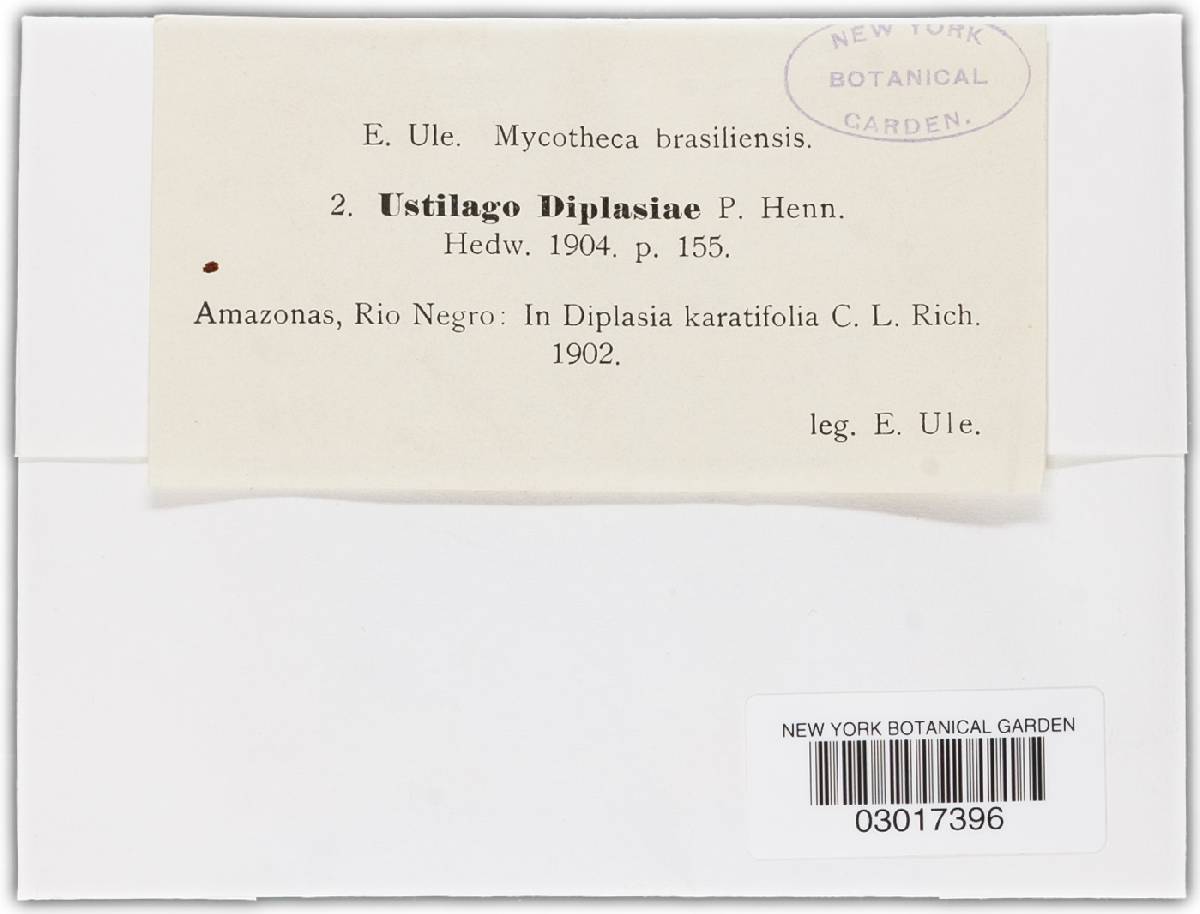 NEW YORK
BOTANICAL
GARDEN.
E. Ule. Mycotheca brasiliensis.
2. Ustilago Diplasiae P. Henn.
Hedw. 1904. p. 155.
Amazonas, Rio Negro: In Diplasia karatifolia C. L. Rich.
1902.
leg. E. Ule.
NEW YORK BOTANICAL GARDEN
03017396